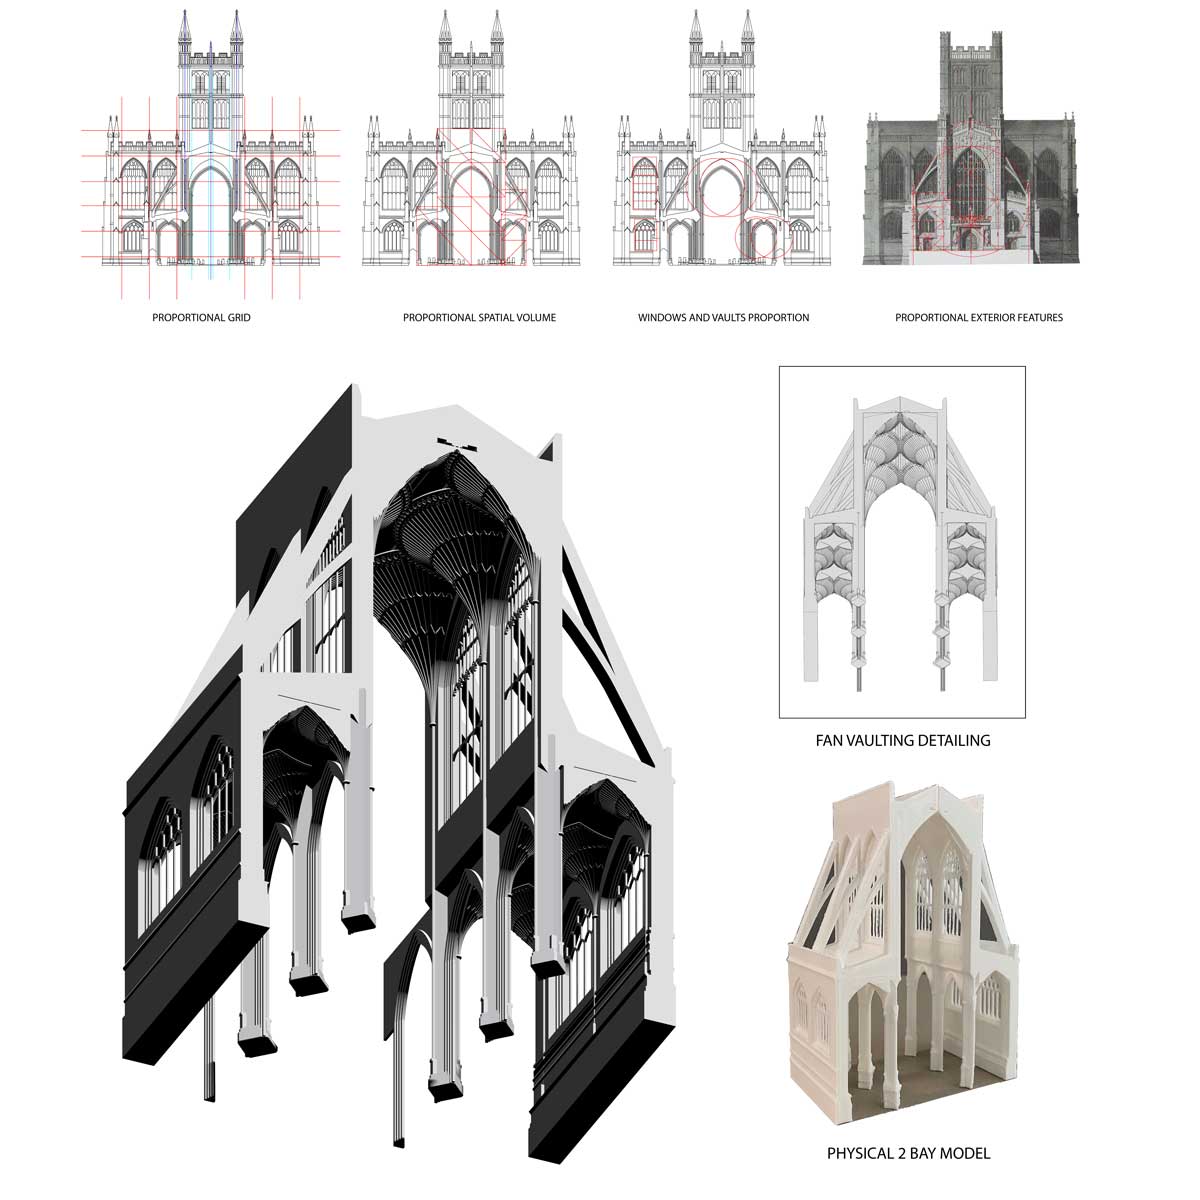 PROPORTIONAL GRID
PROPORTIONAL SPATIAL VOLUME
WINDOWS AND VAULTS PROPORTION
PROPORTIONAL EXTERIOR FEATURES
FAN VAULTING DETAILING
PHYSICAL 2 BAY MODEL